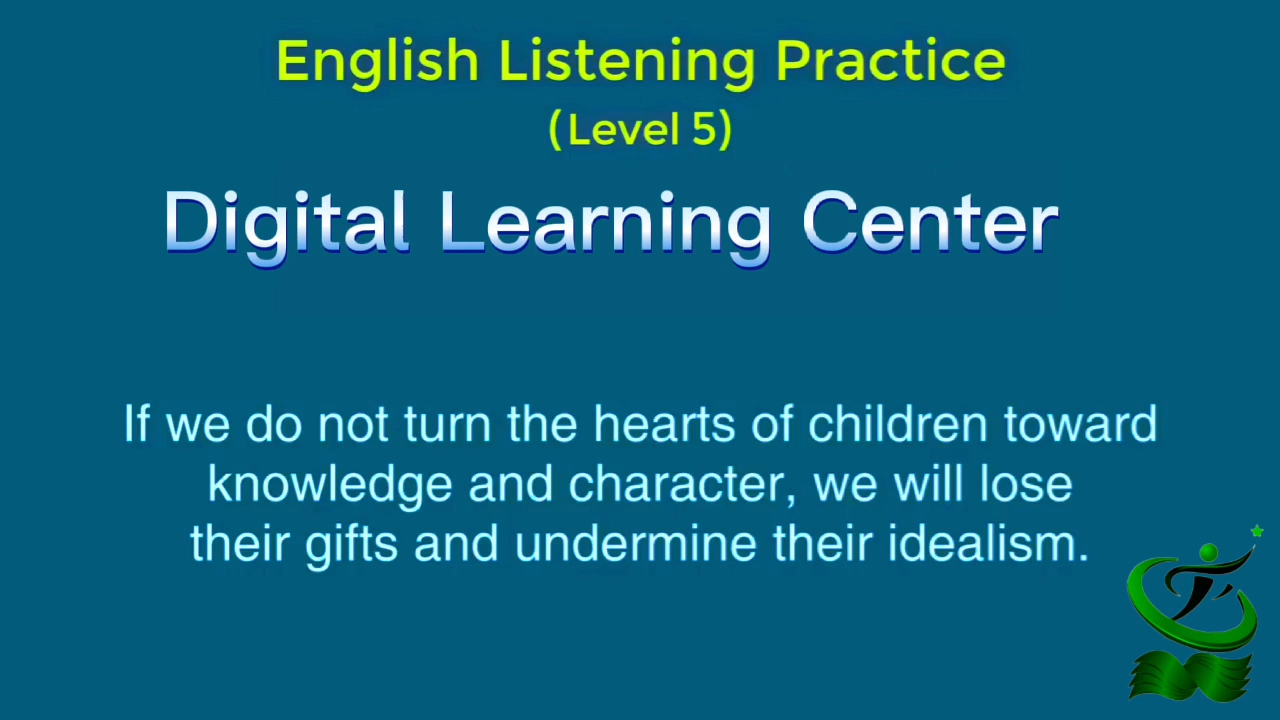 English Listening Practice
(Level 5)
Digital Learning Center
If we do not turn the hearts of children toward
knowledge and character, we will lose
their gifts and undermine their idealism.